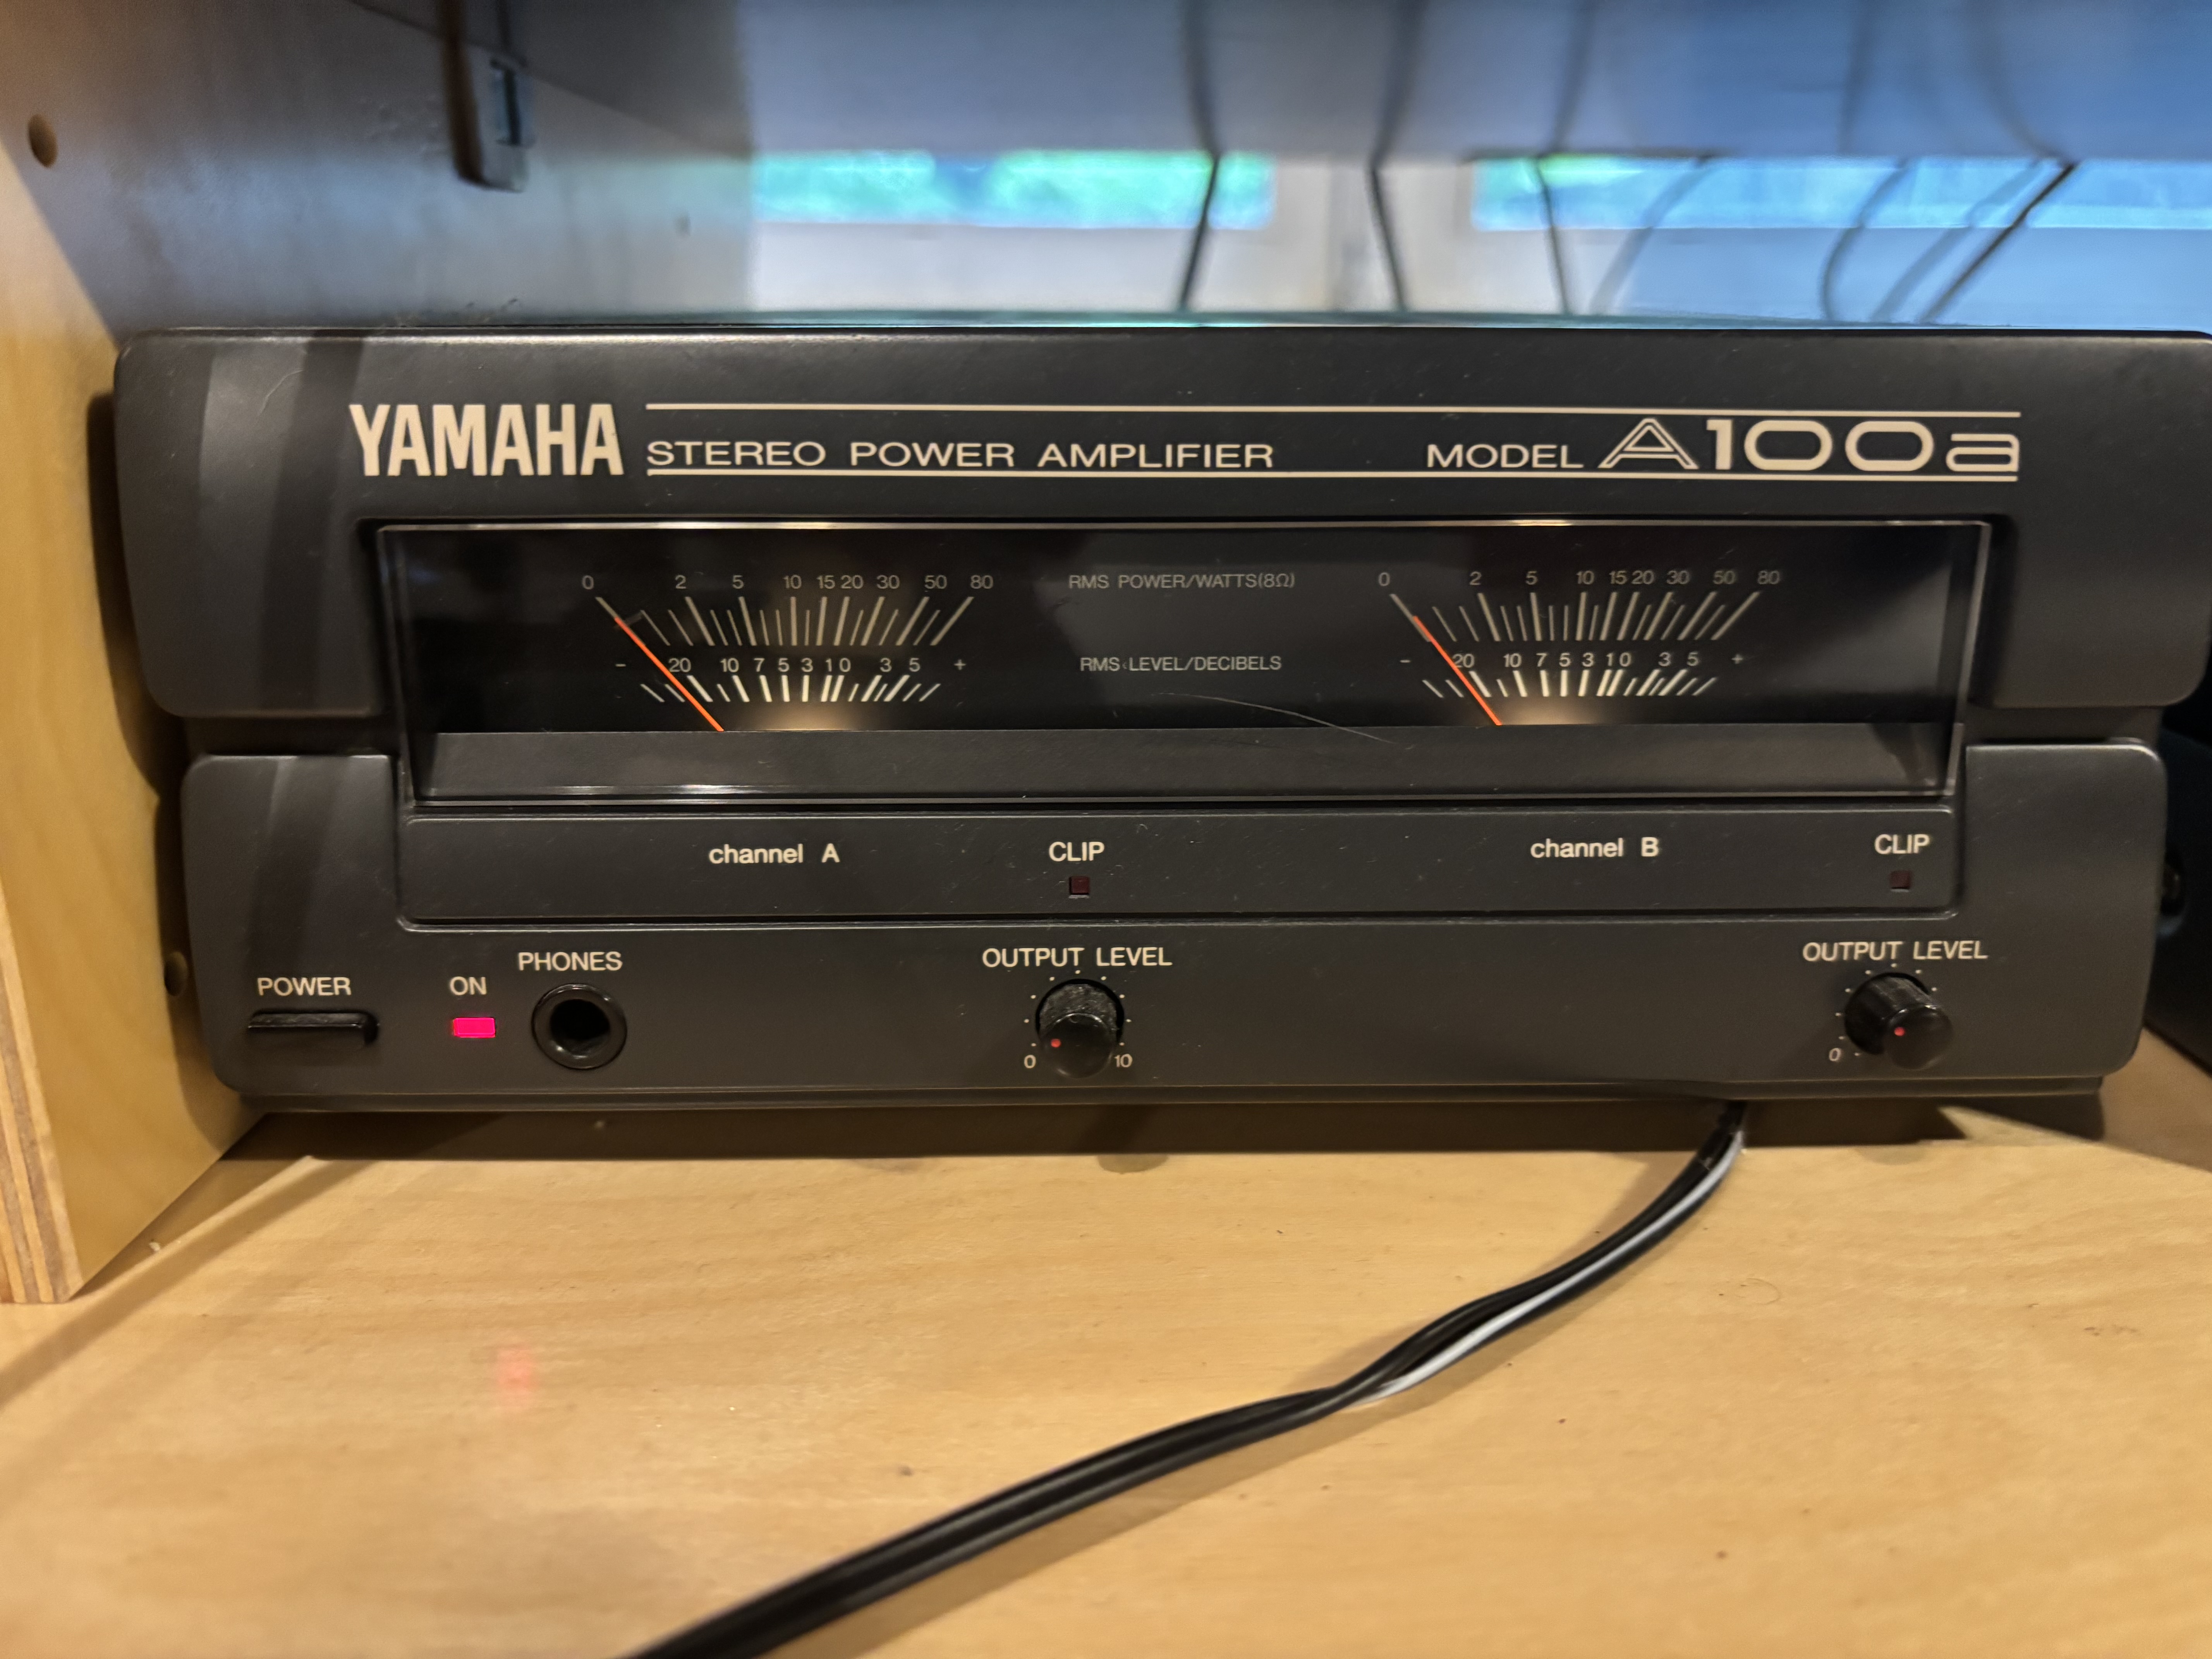 YAMAHA STEREO POWER AMPLIFIER MODEL A100a
0 2 5 10 15 20 30 50 80 RMS POWER/WATTS(8Ω) 0 2 5 10 15 20 30 50 80
- 20 10 7 5 3 1 0 3 5 + RMS LEVEL/DECIBELS - 20 10 7 5 3 1 0 3 5 +
channel A CLIP channel B CLIP
POWER ON PHONES OUTPUT LEVEL OUTPUT LEVEL
0 10 0